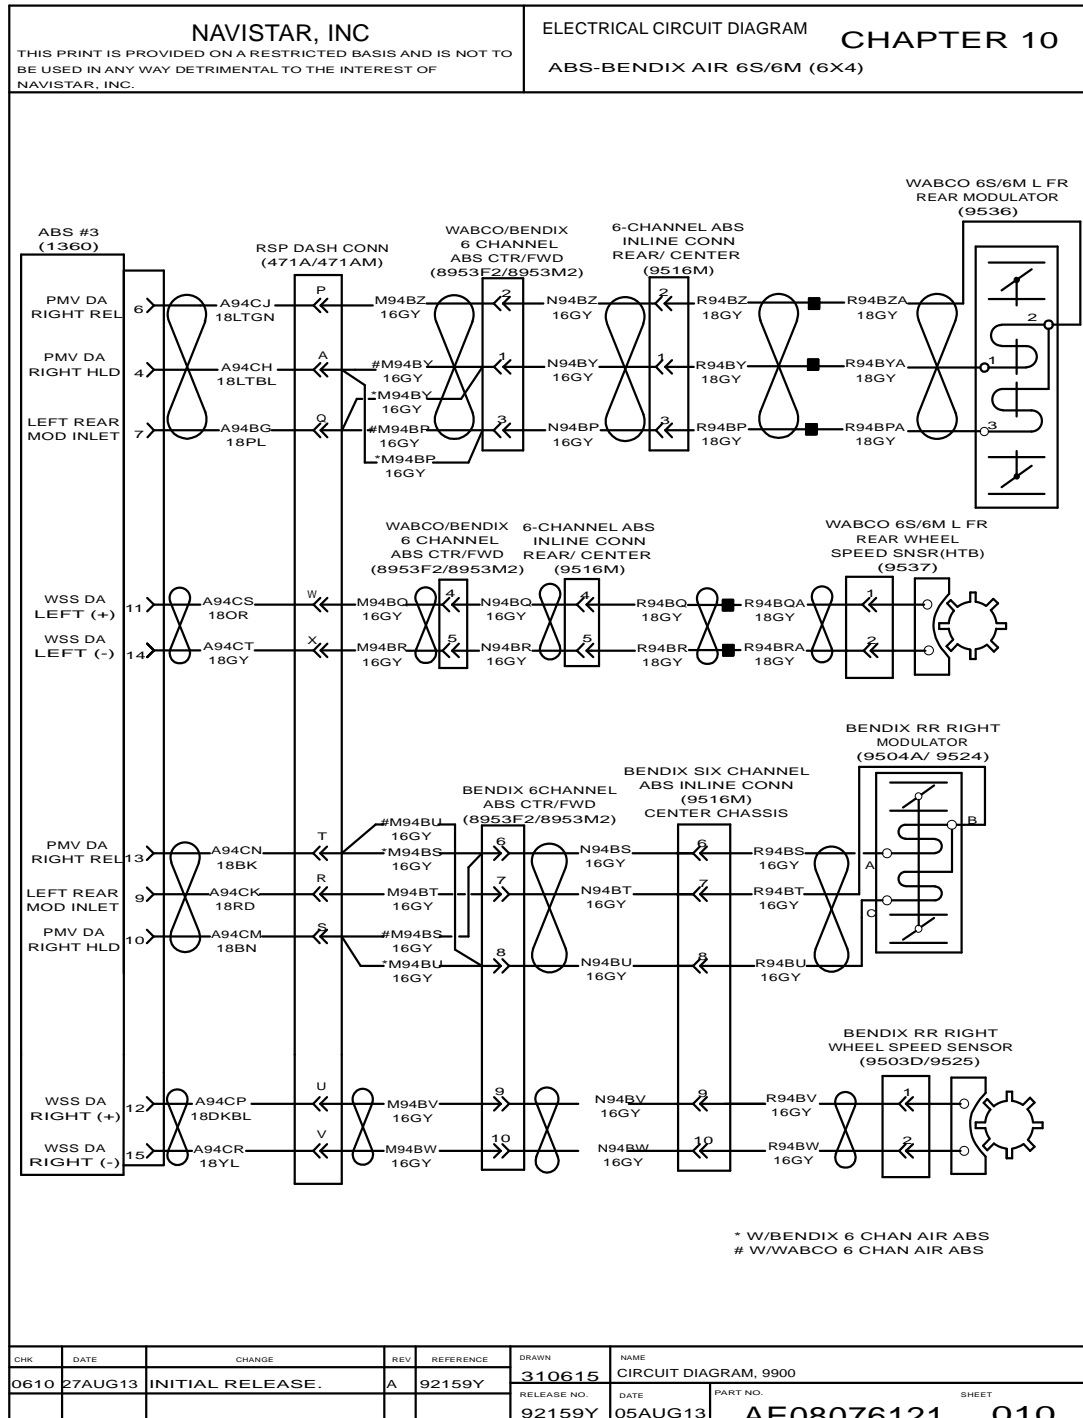 NAVISTAR, INC
THIS PRINT IS PROVIDED ON A RESTRICTED BASIS AND IS NOT TO
BE USED IN ANY WAY DETRIMENTAL TO THE INTEREST OF
NAVISTAR, INC.
ELECTRICAL CIRCUIT DIAGRAM
CHAPTER 10
ABS-BENDIX AIR 6S/6M (6X4)
ABS #3
(1360)
RSP DASH CONN
(471A/471AM)
WABCO/BENDIX
6 CHANNEL
ABS CTR/FWD
(8953F2/8953M2)
6-CHANNEL ABS
INLINE CONN
REAR/ CENTER
(9516M)
WABCO 6S/6M L FR
REAR MODULATOR
(9536)
PMV DA
RIGHT REL
6
A94CJ
18LTGN
P
M94BZ
16GY
2
N94BZ
16GY
2
R94BZ
18GY
R94BZA
18GY
2
PMV DA
RIGHT HLD
4
A94CH
18LTBL
A
#M94BY
16GY
*M94BY
16GY
1
N94BY
16GY
1
R94BY
18GY
R94BYA
18GY
1
LEFT REAR
MOD INLET
7
A94BG
18PL
Q
#M94BP
16GY
*M94BP
16GY
3
N94BP
16GY
3
R94BP
18GY
R94BPA
18GY
3
WABCO/BENDIX
6 CHANNEL
ABS CTR/FWD
(8953F2/8953M2)
6-CHANNEL ABS
INLINE CONN
REAR/ CENTER
(9516M)
WABCO 6S/6M L FR
REAR WHEEL
SPEED SNSR(HTB)
(9537)
WSS DA
LEFT (+)
11
A94CS
18OR
W
M94BQ
16GY
4
N94BQ
16GY
4
R94BQ
18GY
R94BQA
18GY
1
WSS DA
LEFT (-)
14
A94CT
18GY
X
M94BR
16GY
5
N94BR
16GY
5
R94BR
18GY
R94BRA
18GY
2
BENDIX 6CHANNEL
ABS CTR/FWD
(8953F2/8953M2)
BENDIX SIX CHANNEL
ABS INLINE CONN
(9516M)
CENTER CHASSIS
BENDIX RR RIGHT
MODULATOR
(9504A/ 9524)
PMV DA
RIGHT REL
13
A94CN
18BK
T
#M94BU
16GY
*M94BS
16GY
6
N94BS
16GY
6
R94BS
16GY
A
B
LEFT REAR
MOD INLET
9
A94CK
18RD
R
M94BT
16GY
7
N94BT
16GY
7
R94BT
16GY
C
PMV DA
RIGHT HLD
10
A94CM
18BN
S
#M94BS
16GY
*M94BU
16GY
8
N94BU
16GY
8
R94BU
16GY
BENDIX RR RIGHT
WHEEL SPEED SENSOR
(9503D/9525)
WSS DA
RIGHT (+)
12
A94CP
18DKBL
U
M94BV
16GY
9
N94BV
16GY
9
R94BV
16GY
1
WSS DA
RIGHT (-)
15
A94CR
18YL
V
M94BW
16GY
10
N94BW
16GY
10
R94BW
16GY
2
* W/BENDIX 6 CHAN AIR ABS
# W/WABCO 6 CHAN AIR ABS
CHK DATE CHANGE REV REFERENCE
0610 27AUG13 INITIAL RELEASE. A 92159Y
DRAWN
310615
NAME
CIRCUIT DIAGRAM, 9900
RELEASE NO.
92159Y
DATE
05AUG13
PART NO.
AE08076121
SHEET
010